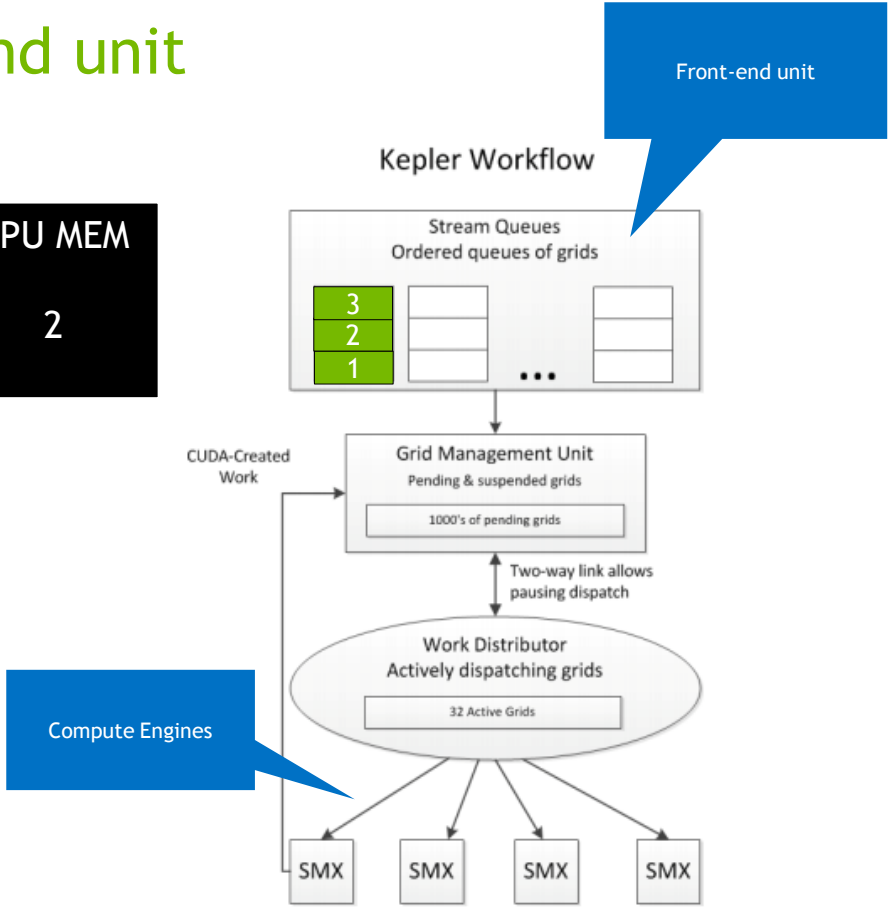 nd unit
Front-end unit
Kepler Workflow
PU MEM
2
Stream Queues
Ordered queues of grids
3
2
1
...
CUDA-Created
Work
Grid Management Unit
Pending & suspended grids
1000's of pending grids
Two-way link allows
pausing dispatch
Work Distributor
Actively dispatching grids
32 Active Grids
Compute Engines
SMX SMX SMX SMX